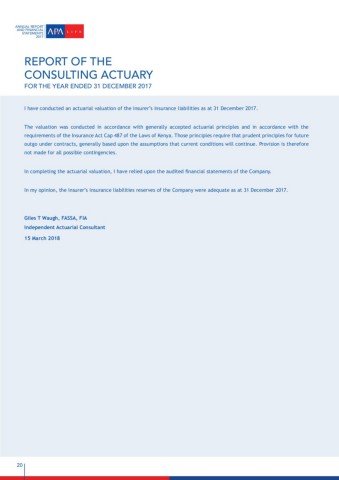 ANNUAL REPORT
AND FINANCIAL
STATEMENTS
2017
APA LIFE
REPORT OF THE
CONSULTING ACTUARY
FOR THE YEAR ENDED 31 DECEMBER 2017
I have conducted an actuarial valuation of the insurer's insurance liabilities as at 31 December 2017.
The valuation was conducted in accordance with generally accepted actuarial principles and in accordance with the
requirements of the Insurance Act Cap 487 of the Laws of Kenya. Those principles require that prudent principles for future
outgo under contracts, generally based upon the assumptions that current conditions will continue. Provision is therefore
not made for all possible contingencies.
In completing the actuarial valuation, I have relied upon the audited financial statements of the Company.
In my opinion, the insurer's insurance liabilities reserves of the Company were adequate as at 31 December 2017.
Giles T Waugh, FASSA, FIA
Independent Actuarial Consultant
15 March 2018
20